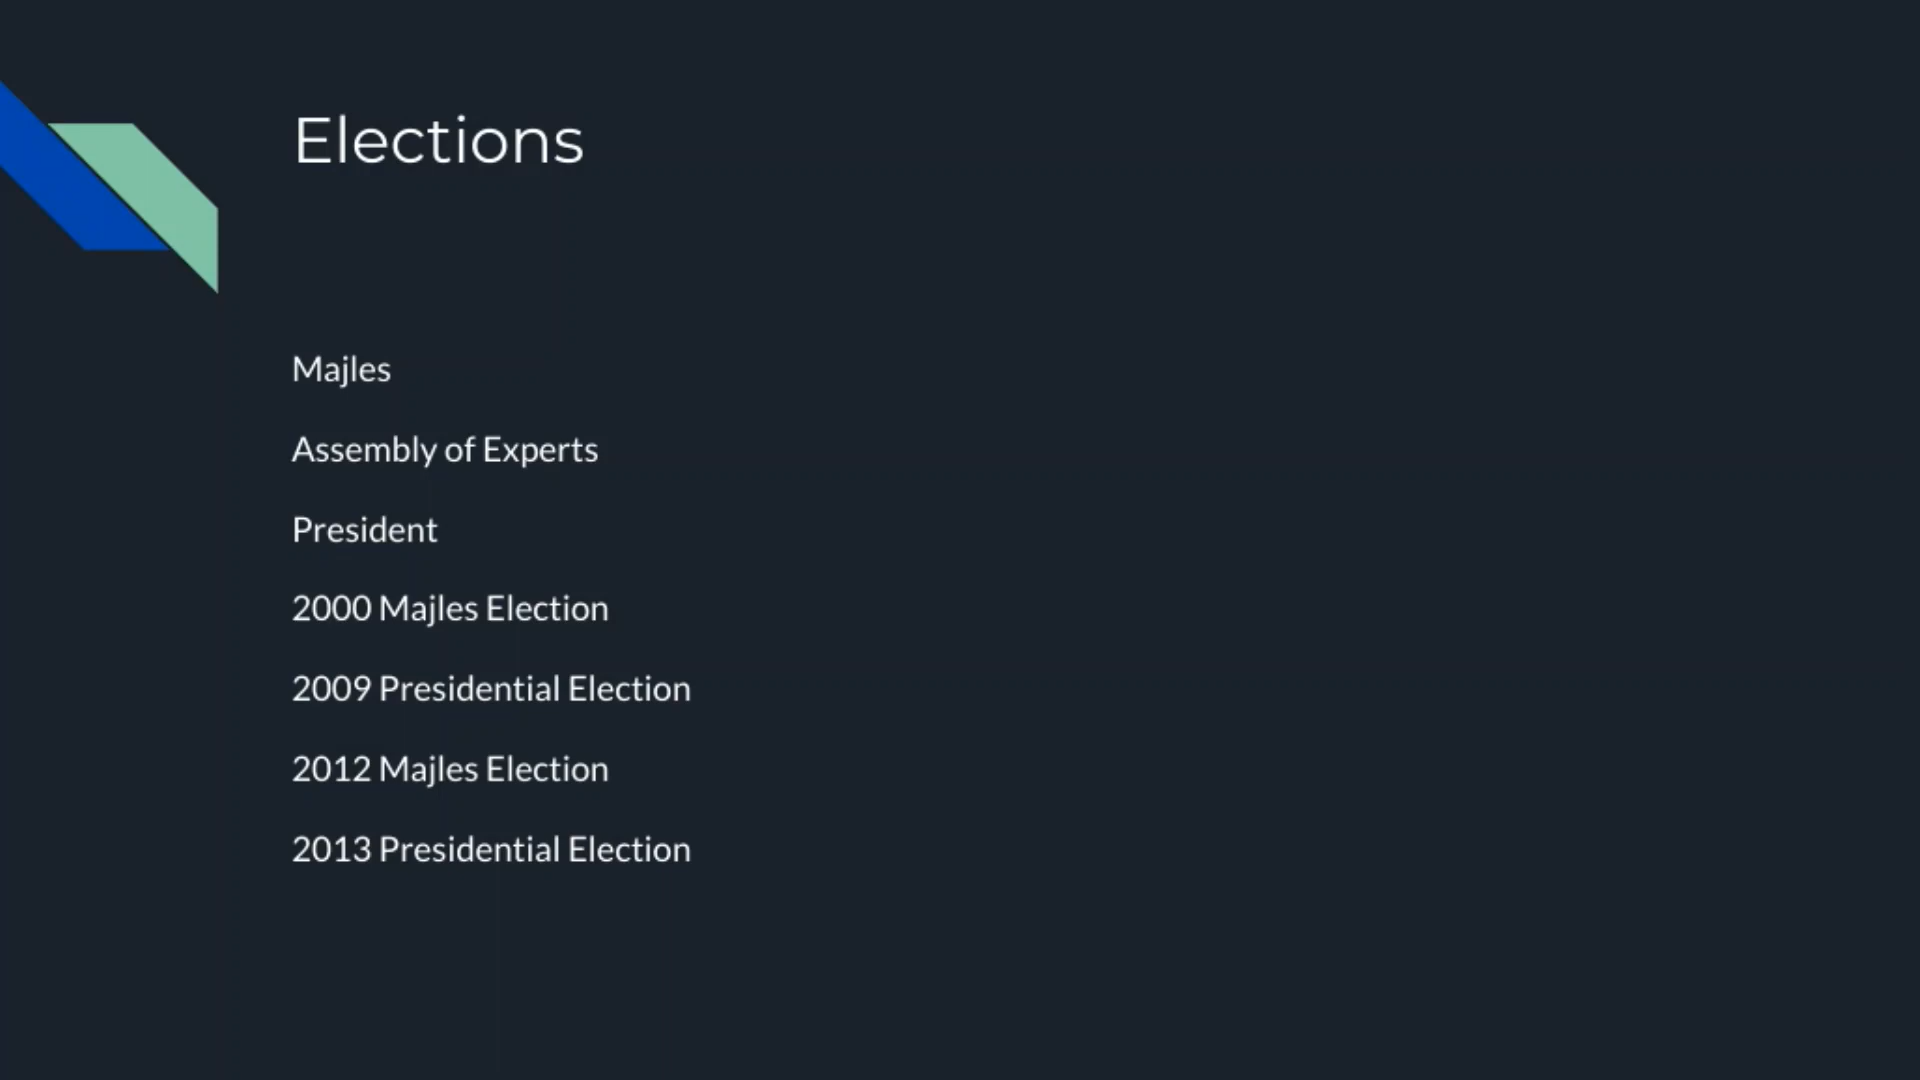 Elections
Majles
Assembly of Experts
President
2000 Majles Election
2009 Presidential Election
2012 Majles Election
2013 Presidential Election